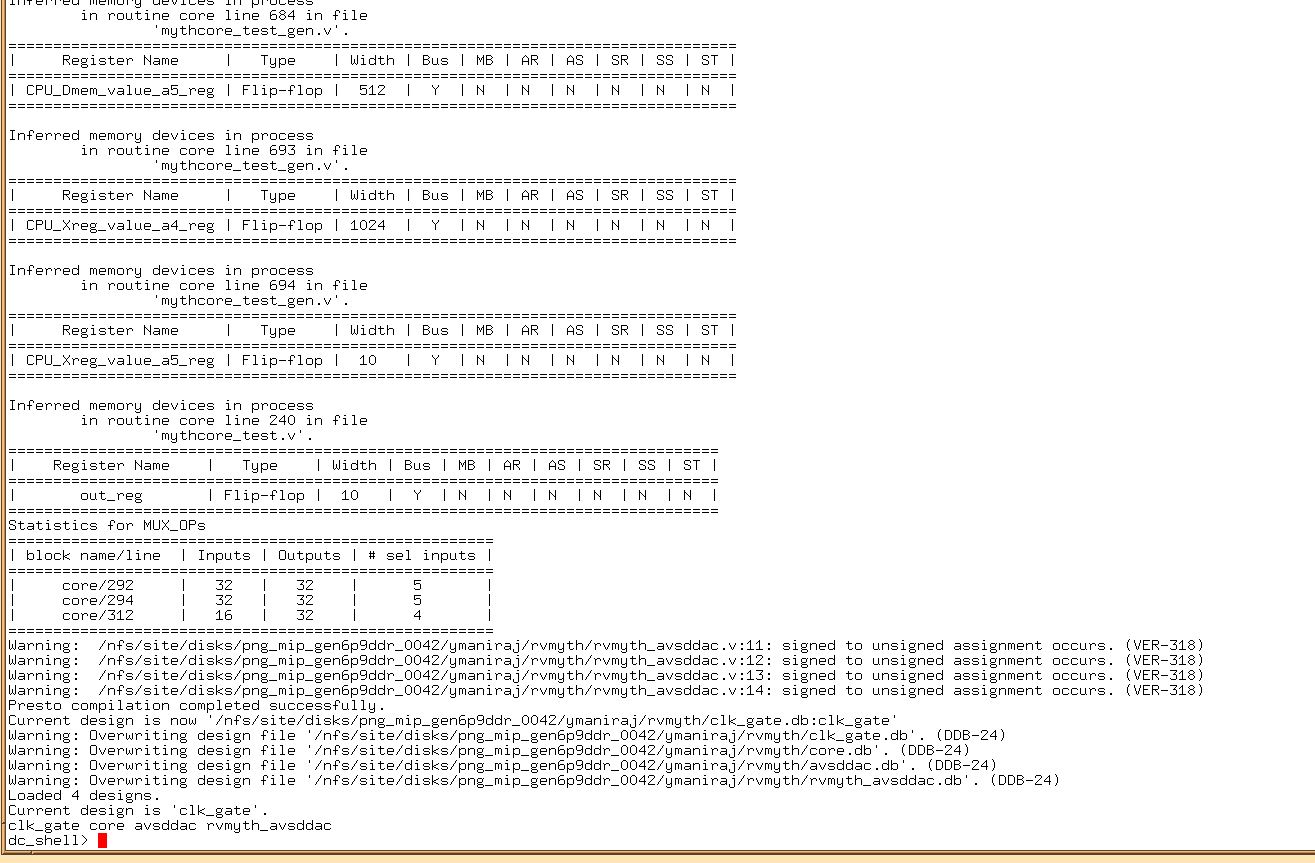 Inferred memory devices in process
        in routine core line 684 in file
                'mythcore_test_gen.v'.
=================================================================================
|     Register Name     |   Type    | Width | Bus | MB | AR | AS | SR | SS | ST |
=================================================================================
| CPU_Dmem_value_a5_reg | Flip-flop |  512  |  Y  | N  | N  | N  | N  | N  | N  |
=================================================================================

Inferred memory devices in process
        in routine core line 693 in file
                'mythcore_test_gen.v'.
=================================================================================
|     Register Name     |   Type    | Width | Bus | MB | AR | AS | SR | SS | ST |
=================================================================================
| CPU_Xreg_value_a4_reg | Flip-flop | 1024  |  Y  | N  | N  | N  | N  | N  | N  |
=================================================================================

Inferred memory devices in process
        in routine core line 694 in file
                'mythcore_test_gen.v'.
=================================================================================
|     Register Name     |   Type    | Width | Bus | MB | AR | AS | SR | SS | ST |
=================================================================================
| CPU_Xreg_value_a5_reg | Flip-flop |  10   |  Y  | N  | N  | N  | N  | N  | N  |
=================================================================================

Inferred memory devices in process
        in routine core line 240 in file
                'mythcore_test.v'.
===============================================================================
|    Register Name    |   Type    | Width | Bus | MB | AR | AS | SR | SS | ST |
===============================================================================
|       out_reg       | Flip-flop |  10   |  Y  | N  | N  | N  | N  | N  | N  |
===============================================================================
Statistics for MUX_OPs
======================================================
| block name/line  | Inputs | Outputs | # sel inputs |
======================================================
|     core/292     |   32   |   32    |      5       |
|     core/294     |   32   |   32    |      5       |
|     core/312     |   16   |   32    |      4       |
======================================================
Warning:  /nfs/site/disks/png_mip_gen6p9ddr_0042/ymaniraj/rvmyth/rvmyth_avsddac.v:11: signed to unsigned assignment occurs. (VER-318)
Warning:  /nfs/site/disks/png_mip_gen6p9ddr_0042/ymaniraj/rvmyth/rvmyth_avsddac.v:12: signed to unsigned assignment occurs. (VER-318)
Warning:  /nfs/site/disks/png_mip_gen6p9ddr_0042/ymaniraj/rvmyth/rvmyth_avsddac.v:13: signed to unsigned assignment occurs. (VER-318)
Warning:  /nfs/site/disks/png_mip_gen6p9ddr_0042/ymaniraj/rvmyth/rvmyth_avsddac.v:14: signed to unsigned assignment occurs. (VER-318)
Presto compilation completed successfully.
Current design is now '/nfs/site/disks/png_mip_gen6p9ddr_0042/ymaniraj/rvmyth/clk_gate.db:clk_gate'
Warning: Overwriting design file '/nfs/site/disks/png_mip_gen6p9ddr_0042/ymaniraj/rvmyth/clk_gate.db'. (DDB-24)
Warning: Overwriting design file '/nfs/site/disks/png_mip_gen6p9ddr_0042/ymaniraj/rvmyth/core.db'. (DDB-24)
Warning: Overwriting design file '/nfs/site/disks/png_mip_gen6p9ddr_0042/ymaniraj/rvmyth/avsddac.db'. (DDB-24)
Warning: Overwriting design file '/nfs/site/disks/png_mip_gen6p9ddr_0042/ymaniraj/rvmyth/rvmyth_avsddac.db'. (DDB-24)
Loaded 4 designs.
Current design is 'clk_gate'.
clk_gate core avsddac rvmyth_avsddac
dc_shell>